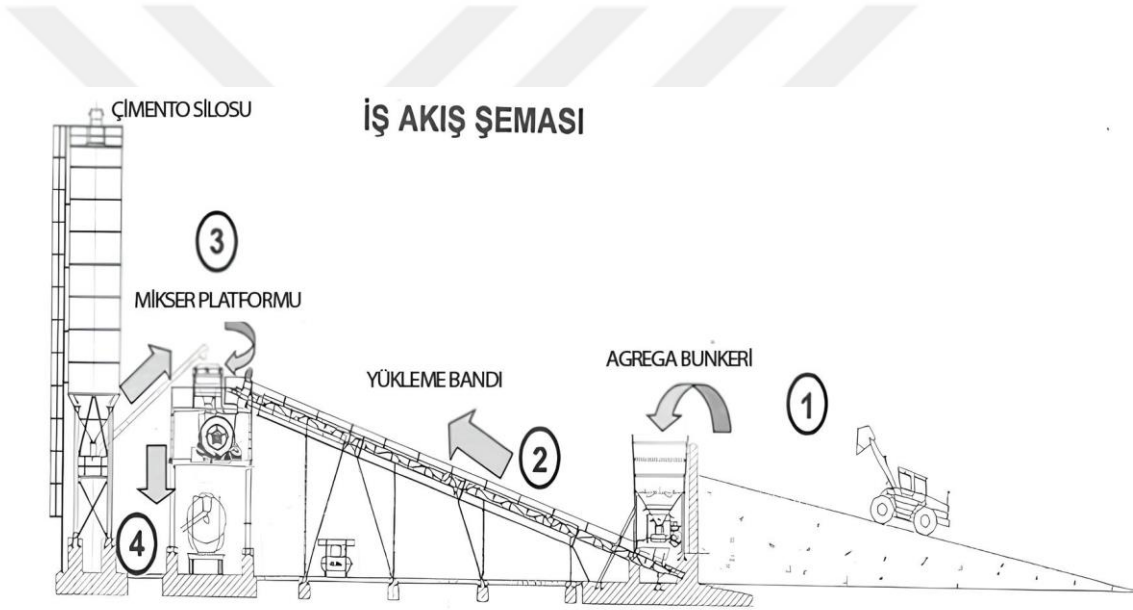 ÇİMENTO SİLOSU
İŞ AKIŞ ŞEMASI
3
MİKSER PLATFORMU
YÜKLEME BANDI
AGREGA BUNKERİ
1
2
4